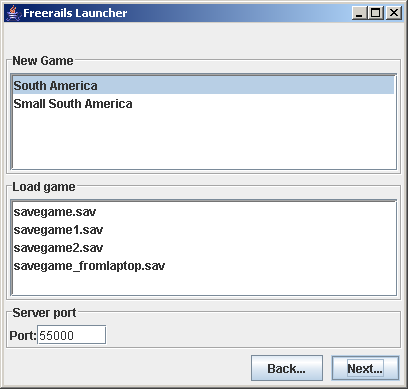 Freerails Launcher
New Game
South America
Small South America
Load game
savegame.sav
savegame1.sav
savegame2.sav
savegame_fromlaptop.sav
Server port
Port: 55000
Back... Next...